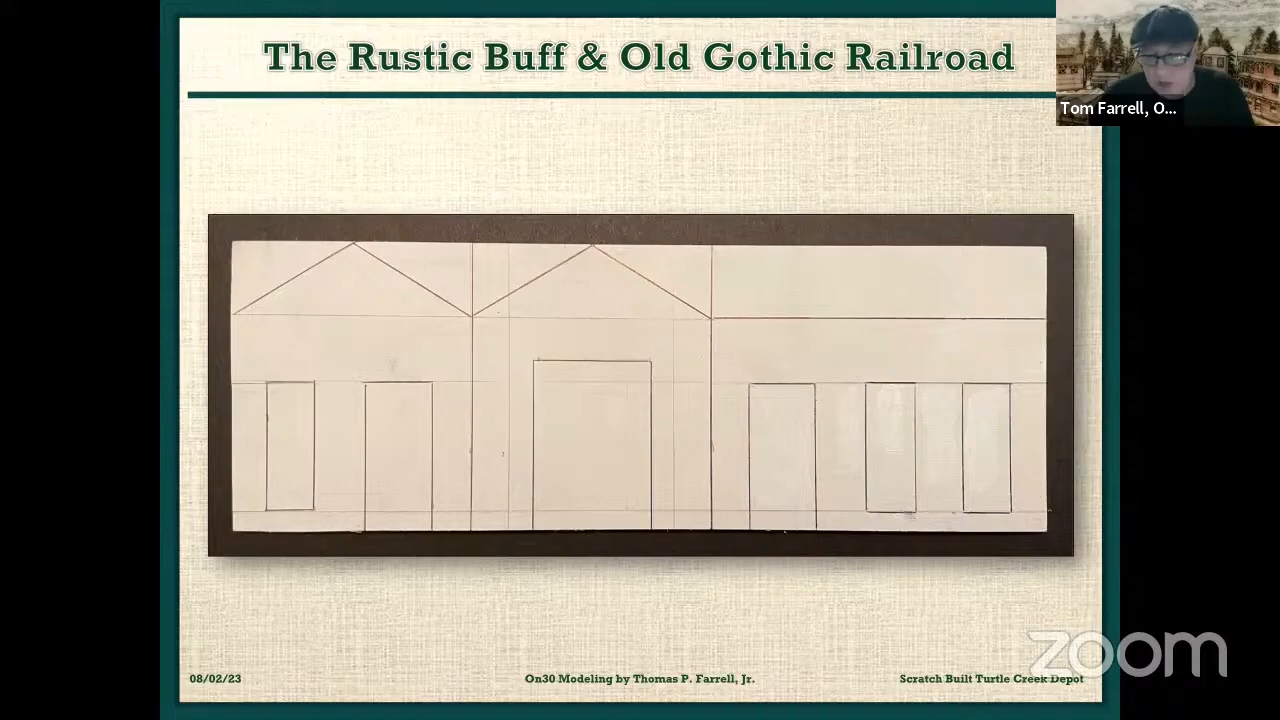 The Rustic Buff & Old Gothic Railroad
Tom Farrell, O...
08/02/23
On30 Modeling by Thomas P. Farrell, Jr.
Scratch Built Turtle Creek Depot
zoom